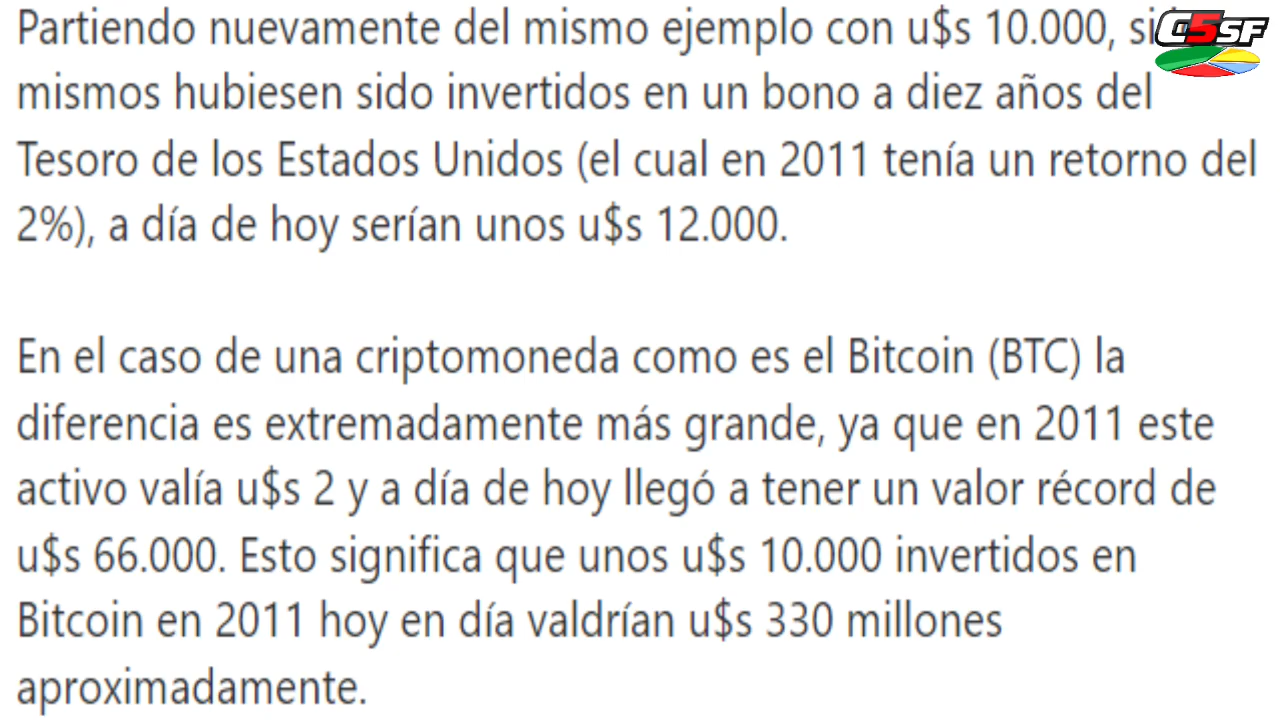 Partiendo nuevamente del mismo ejemplo con u$s 10.000, si
C5SF
mismos hubiesen sido invertidos en un bono a diez años del
Tesoro de los Estados Unidos (el cual en 2011 tenía un retorno del
2%), a día de hoy serían unos u$s 12.000.
En el caso de una criptomoneda como es el Bitcoin (BTC) la
diferencia es extremadamente más grande, ya que en 2011 este
activo valía u$s 2 y a día de hoy llegó a tener un valor récord de
u$s 66.000. Esto significa que unos u$s 10.000 invertidos en
Bitcoin en 2011 hoy en día valdrían u$s 330 millones
aproximadamente.